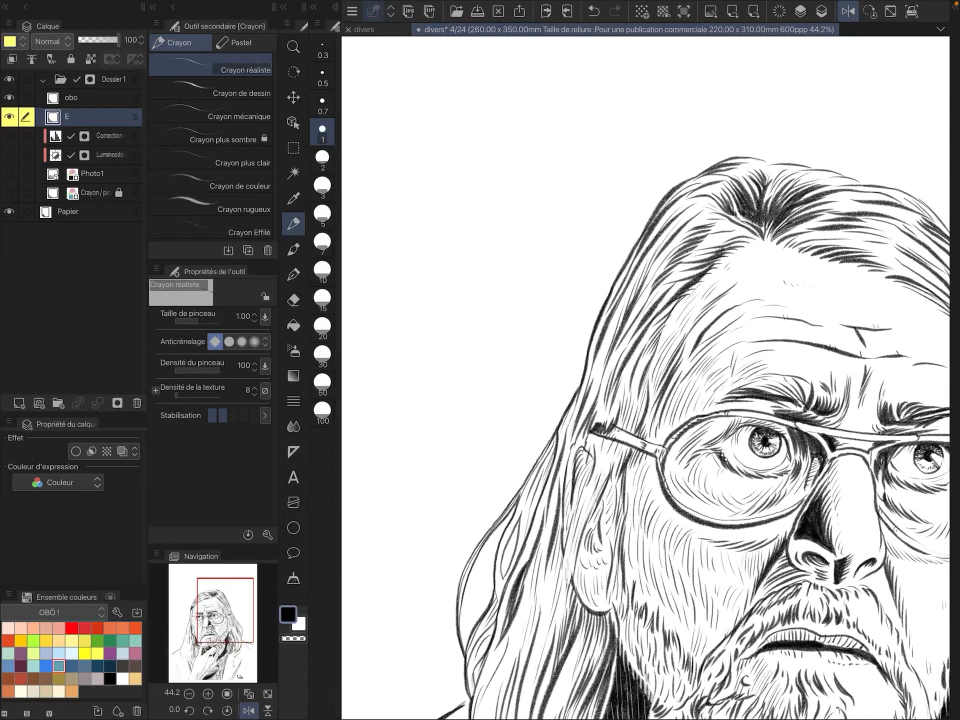 Calque
Normal
100
Dossier 1
obo
E
Correction
Luminosité
Photo1
Papier
Propriété du calqu
Effet
Couleur d'expression
Couleur
Ensemble couleurs
OBÖ !
Outil secondaire [Crayon]
Crayon
Pastel
Crayon réaliste
Crayon de dessin
Crayon mécanique
Crayon plus sombre
Crayon plus clair
Crayon de couleur
Crayon rugueux
Crayon Effilé
Propriétés de l'outil
Crayon réaliste
Taille de pinceau 1.00
Anticrénelage
Densité du pinceau 100
Densité de la texture 8
Stabilisation
Navigation
44.2
0.0
0.3
0.5
0.7
1
2
3
5
7
10
15
20
30
50
100
divers
divers* 4/24 (260.00 x 350.00mm Taille de reliure :Pour une publication commerciale 220.00 x 310.00mm 600ppp 44.2%)